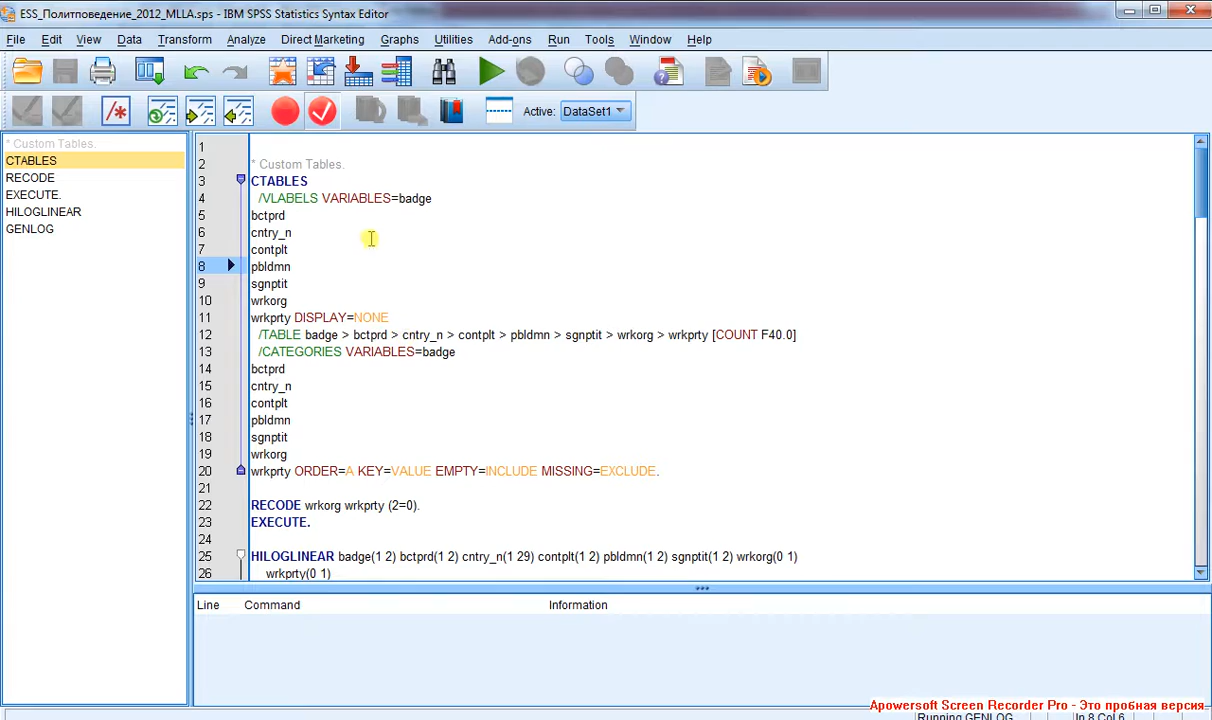 ESS_Политповедение_2012_MLLA.sps - IBM SPSS Statistics Syntax Editor
File Edit View Data Transform Analyze Direct Marketing Graphs Utilities Add-ons Run Tools Window Help
Active: DataSet1
* Custom Tables.
CTABLES
RECODE
EXECUTE.
HILOGLINEAR
GENLOG
1
2 * Custom Tables.
3 CTABLES
4 /VLABELS VARIABLES=badge
5 bctprd
6 cntry_n
7 contplt
8 pbldmn
9 sgnptit
10 wrkorg
11 wrkprty DISPLAY=NONE
12 /TABLE badge > bctprd > cntry_n > contplt > pbldmn > sgnptit > wrkorg > wrkprty [COUNT F40.0]
13 /CATEGORIES VARIABLES=badge
14 bctprd
15 cntry_n
16 contplt
17 pbldmn
18 sgnptit
19 wrkorg
20 wrkprty ORDER=A KEY=VALUE EMPTY=INCLUDE MISSING=EXCLUDE.
21
22 RECODE wrkorg wrkprty (2=0).
23 EXECUTE.
24
25 HILOGLINEAR badge(1 2) bctprd(1 2) cntry_n(1 29) contplt(1 2) pbldmn(1 2) sgnptit(1 2) wrkorg(0 1)
26 wrkprty(0 1)
Line Command Information
Apowersoft Screen Recorder Pro - Это пробная версия
Running GENLOG In 8 Col 6